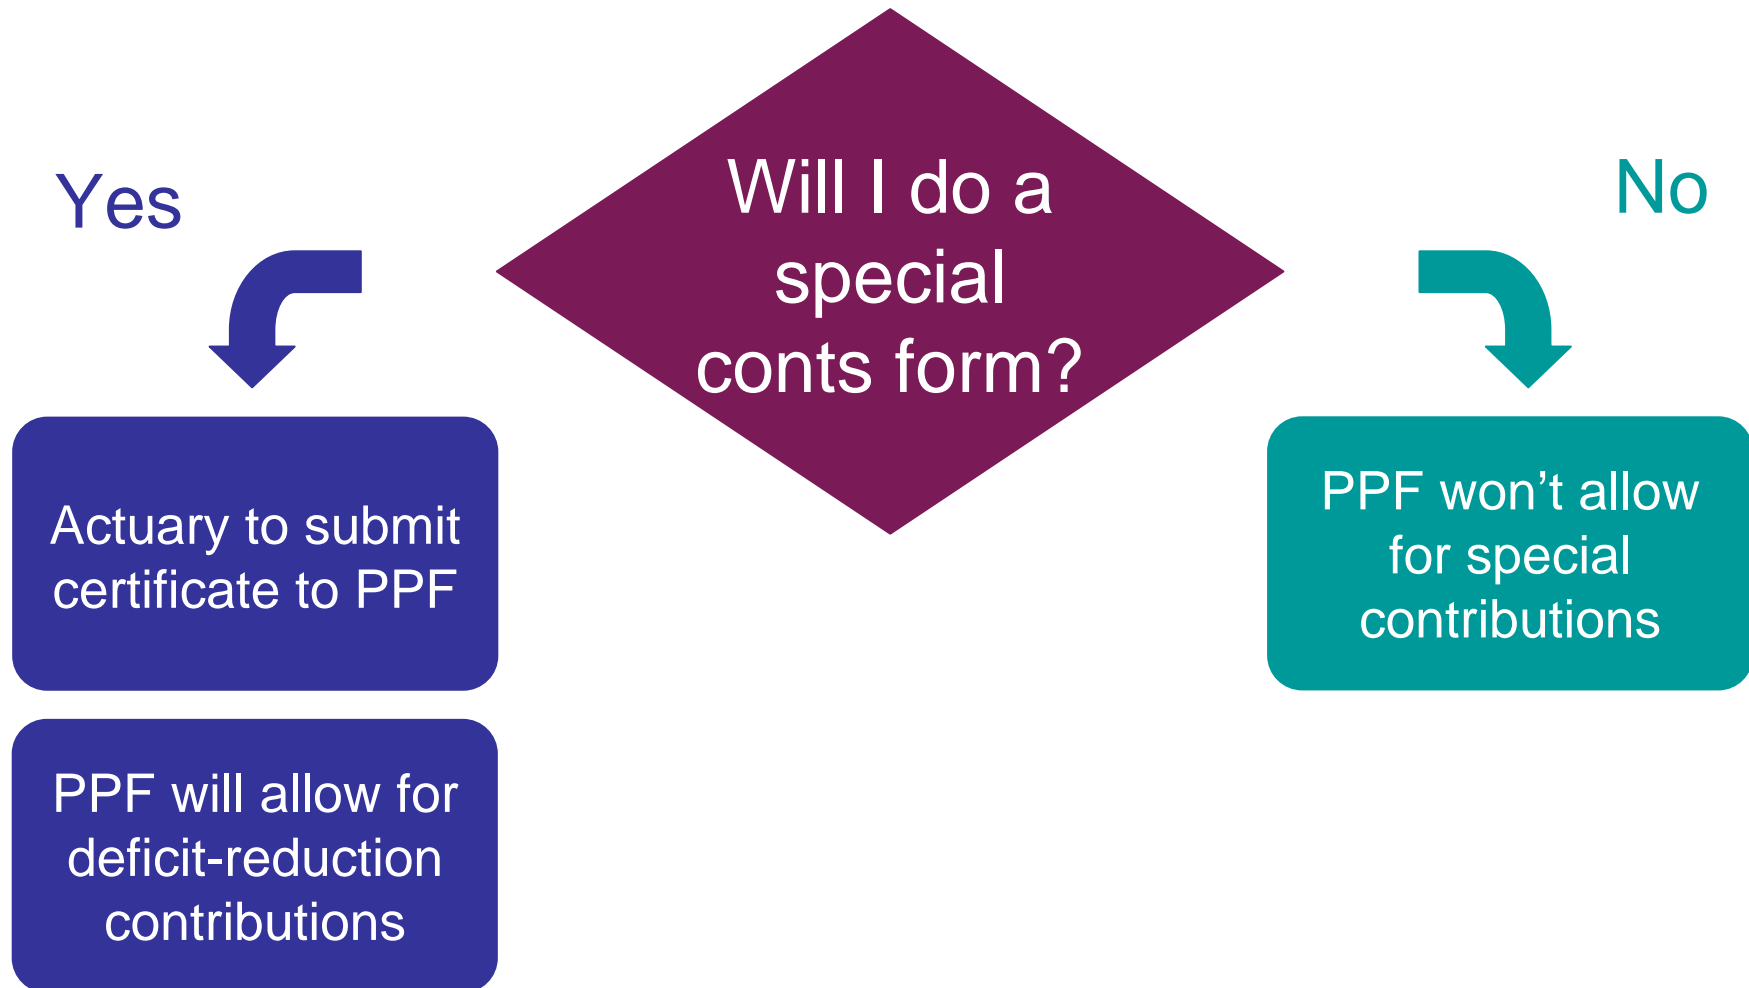 Yes
Will I do a
special
conts form?
No
Actuary to submit
certificate to PPF
PPF won’t allow
for special
contributions
PPF will allow for
deficit-reduction
contributions